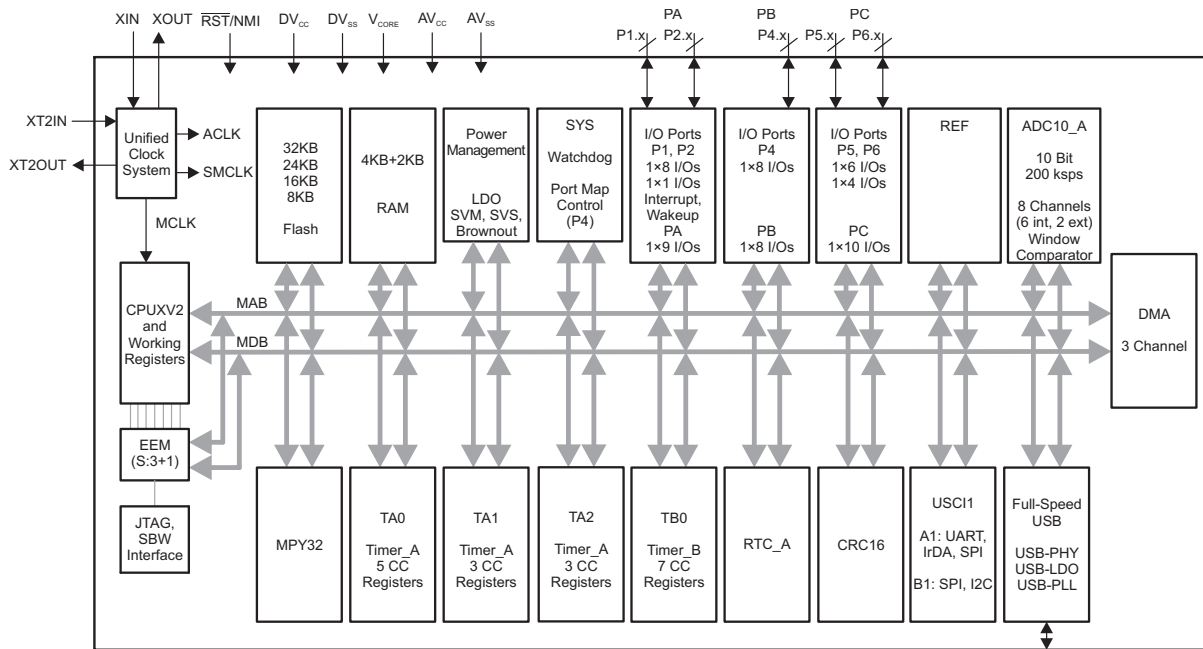 XIN
XOUT
RST/NMI
DVCC
DVSS
VCORE
AVCC
AVSS
PA
P1.x
P2.x
PB
P4.x
PC
P5.x
P6.x
XT2IN
XT2OUT
Unified
Clock
System
ACLK
SMCLK
MCLK
32KB
24KB
16KB
8KB
Flash
4KB+2KB
RAM
Power
Management
LDO
SVM, SVS,
Brownout
SYS
Watchdog
Port Map
Control
(P4)
I/O Ports
P1, P2
1×8 I/Os
1×1 I/Os
Interrupt,
Wakeup
PA
1×9 I/Os
I/O Ports
P4
1×8 I/Os
PB
1×8 I/Os
I/O Ports
P5, P6
1×6 I/Os
1×4 I/Os
PC
1×10 I/Os
REF
ADC10_A
10 Bit
200 ksps
8 Channels
(6 int, 2 ext)
Window
Comparator
CPUXV2
and
Working
Registers
MAB
MDB
DMA
3 Channel
EEM
(S:3+1)
JTAG,
SBW
Interface
MPY32
TA0
Timer_A
5 CC
Registers
TA1
Timer_A
3 CC
Registers
TA2
Timer_A
3 CC
Registers
TB0
Timer_B
7 CC
Registers
RTC_A
CRC16
USCI1
A1: UART,
IrDA, SPI
B1: SPI, I2C
Full-Speed
USB
USB-PHY
USB-LDO
USB-PLL